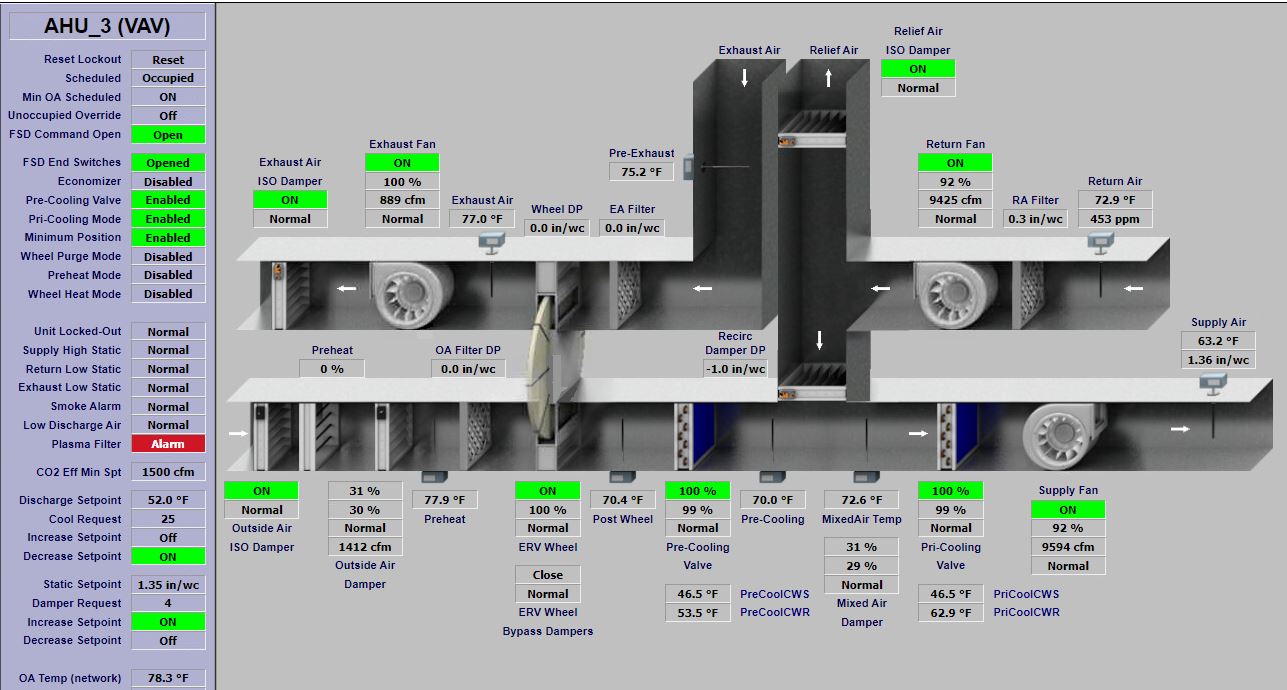 AHU_3 (VAV)
Reset Lockout Reset
Scheduled Occupied
Min OA Scheduled ON
Unoccupied Override Off
FSD Command Open Open
FSD End Switches Opened
Economizer Disabled
Pre-Cooling Valve Enabled
Pri-Cooling Mode Enabled
Minimum Position Enabled
Wheel Purge Mode Disabled
Preheat Mode Disabled
Wheel Heat Mode Disabled
Unit Locked-Out Normal
Supply High Static Normal
Return Low Static Normal
Exhaust Low Static Normal
Smoke Alarm Normal
Low Discharge Air Normal
Plasma Filter Alarm
CO2 Eff Min Spt 1500 cfm
Discharge Setpoint 52.0 °F
Cool Request 25
Increase Setpoint Off
Decrease Setpoint ON
Static Setpoint 1.35 in/wc
Damper Request 4
Increase Setpoint ON
Decrease Setpoint Off
OA Temp (network) 78.3 °F
Exhaust Air
Relief Air
Relief Air
ISO Damper
ON
Normal
Exhaust Air
ISO Damper
ON
Normal
Exhaust Fan
ON
100 %
889 cfm
Normal
Exhaust Air
77.0 °F
Wheel DP
0.0 in/wc
EA Filter
0.0 in/wc
Pre-Exhaust
75.2 °F
Return Fan
ON
92 %
9425 cfm
Normal
RA Filter
0.3 in/wc
Return Air
72.9 °F
453 ppm
Preheat
0 %
OA Filter DP
0.0 in/wc
Recirc
Damper DP
-1.0 in/wc
Supply Air
63.2 °F
1.36 in/wc
ON
Normal
Outside Air
ISO Damper
31 %
30 %
Normal
1412 cfm
Outside Air
Damper
77.9 °F
Preheat
ON
100 %
Normal
ERV Wheel
Close
Normal
ERV Wheel
Bypass Dampers
70.4 °F
Post Wheel
100 %
99 %
Normal
Pre-Cooling
Valve
46.5 °F PreCoolCWS
53.5 °F PreCoolCWR
70.0 °F
Pre-Cooling
72.6 °F
MixedAir Temp
31 %
29 %
Normal
Mixed Air
Damper
100 %
99 %
Normal
Pri-Cooling
Valve
46.5 °F PriCoolCWS
62.9 °F PriCoolCWR
Supply Fan
ON
92 %
9594 cfm
Normal